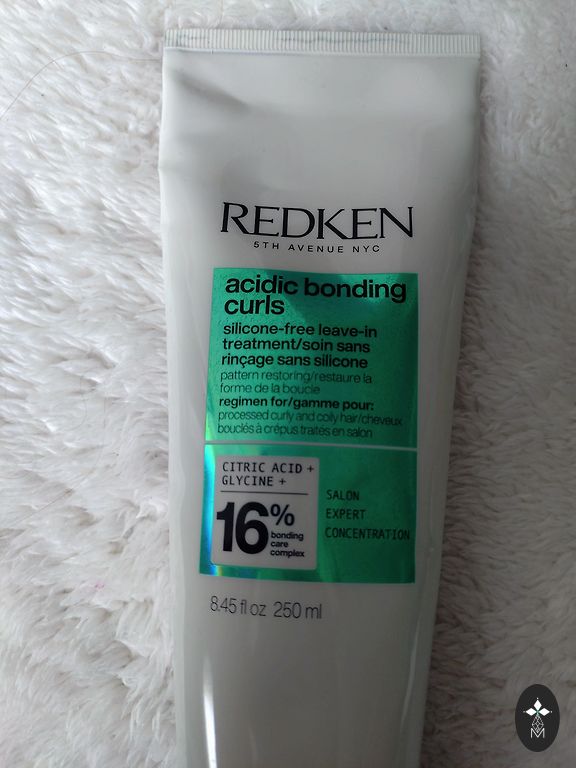 REDKEN
5TH AVENUE NYC
acidic bonding
curls
silicone-free leave-in
treatment/soin sans
rinçage sans silicone
pattern restoring/restaure la
forme de la boucle
regimen for/gamme pour:
processed curly and coily hair/cheveux
bouclés à crépus traités en salon
CITRIC ACID +
GLYCINE +
16%
bonding
care
complex
SALON
EXPERT
CONCENTRATION
8.45 fl oz 250 ml
M